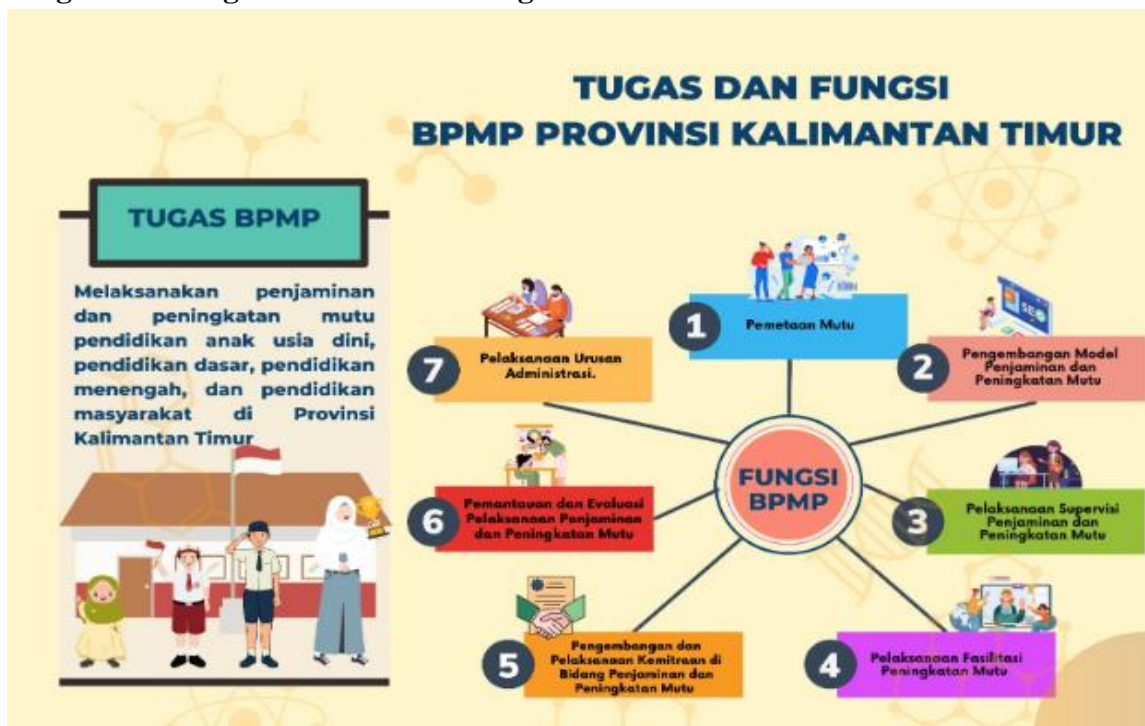 TUGAS DAN FUNGSI
BPMP PROVINSI KALIMANTAN TIMUR
TUGAS BPMP
Melaksanakan penjaminan
dan peningkatan mutu
pendidikan anak usia dini,
pendidikan dasar, pendidikan
menengah, dan pendidikan
masyarakat di Provinsi
Kalimantan Timur
FUNGSI
BPMP
1
Pemetaan Mutu
2
Pengembangan Model
Penjaminan dan
Peningkatan Mutu
SEO
3
Pelaksanaan Supervisi
Penjaminan dan
Peningkatan Mutu
4
Pelaksanaan Fasilitasi
Peningkatan Mutu
5
Pengembangan dan
Pelaksanaan Kemitraan di
Bidang Penjaminan dan
Peningkatan Mutu
6
Pemantauan dan Evaluasi
Pelaksanaan Penjaminan
dan Peningkatan Mutu
7
Pelaksanaan Urusan
Administrasi.